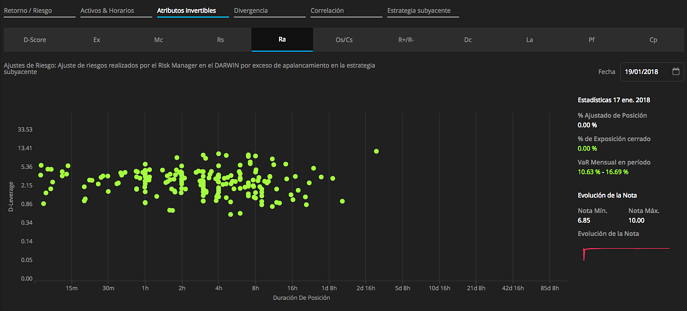 Retorno / Riesgo
Activos & Horarios
Atributos Invertibles
Divergencia
Correlación
Estrategia subyacente
D-Score
Ex
Mc
Rs
Ra
Os/Cs
R+/R-
Dc
La
Pf
Cp
Ajustes de Riesgo: Ajuste de riesgos realizados por el Risk Manager en el DARWIN por exceso de apalancamiento en la estrategia
subyacente
Fecha
19/01/2018
D-Leverage
33.53
13.41
5.36
2.15
0.86
0.34
0.14
0.05
0.00
15m
30m
1h
2h
4h
8h
16h
1d 8h
2d 16h
5d 8h
10d 16h
21d 8h
42d 16h
85d 8h
Duración De Posición
Estadísticas 17 ene. 2018
% Ajustado de Posición
0.00 %
% de Exposición cerrado
0.00 %
VaR Mensual en período
10.63 % - 16.69 %
Evolución de la Nota
Nota Mín.
Nota Máx.
6.85
10.00
Evolución de la Nota